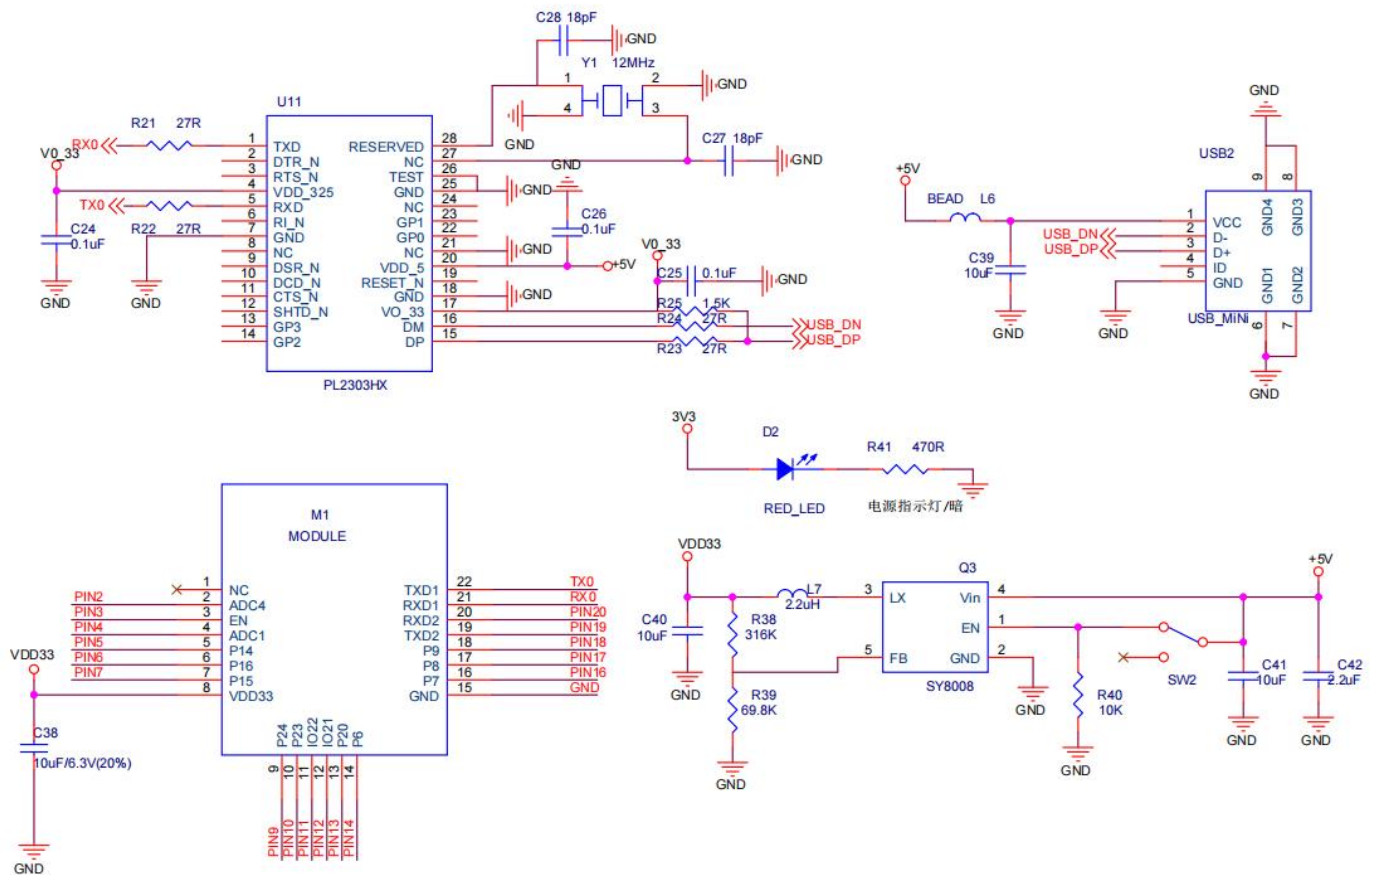 C28 18pF
GND
Y1 12MHz
1
2
GND
4
3
GND
U11
R21 27R
RX0
V0_33
TX0
R22 27R
C24
0.1uF
GND
GND
1 TXD
2 DTR_N
3 RTS_N
4 VDD_325
5 RXD
6 RI_N
7 GND
8 NC
9 DSR_N
10 DCD_N
11 CTS_N
12 SHTD_N
13 GP3
14 GP2
RESERVED 28
NC 27
TEST 26
GND 25
NC 24
GP1 23
GP0 22
NC 21
VDD_5 20
RESET_N 19
GND 18
VO_33 17
DM 16
DP 15
PL2303HX
C27 18pF
GND
GND
GND
C26
0.1uF
GND
+5V
GND
V0_33
C25 0.1uF
GND
R25 1.5K
R24 27R
R23 27R
USB_DN
USB_DP
GND
USB2
9
8
+5V
BEAD L6
C39
10uF
GND
USB_DN
USB_DP
GND
1 VCC
2 D-
3 D+
4 ID
5 GND
GND4
GND3
GND1
GND2
USB_MiNi
6
7
GND
3V3
D2
RED_LED
R41 470R
电源指示灯/暗
M1
MODULE
1 NC
PIN2 2 ADC4
PIN3 3 EN
PIN4 4 ADC1
PIN5 5 P14
PIN6 6 P16
PIN7 7 P15
VDD33
8 VDD33
TXD1 22 TX0
RXD1 21 RX0
RXD2 20 PIN20
TXD2 19 PIN19
P9 18 PIN18
P8 17 PIN17
P7 16 PIN16
GND 15 GND
P24 9 PIN9
P23 10 PIN10
IO22 11 PIN11
IO21 12 PIN12
P20 13 PIN13
P6 14 PIN14
C38
10uF/6.3V(20%)
GND
VDD33
C40
10uF
GND
L7
2.2uH
R38
316K
R39
69.8K
GND
Q3
3 LX
5 FB
Vin 4
EN 1
GND 2
SY8008
GND
R40
10K
GND
SW2
+5V
C41
10uF
GND
C42
2.2uF
GND